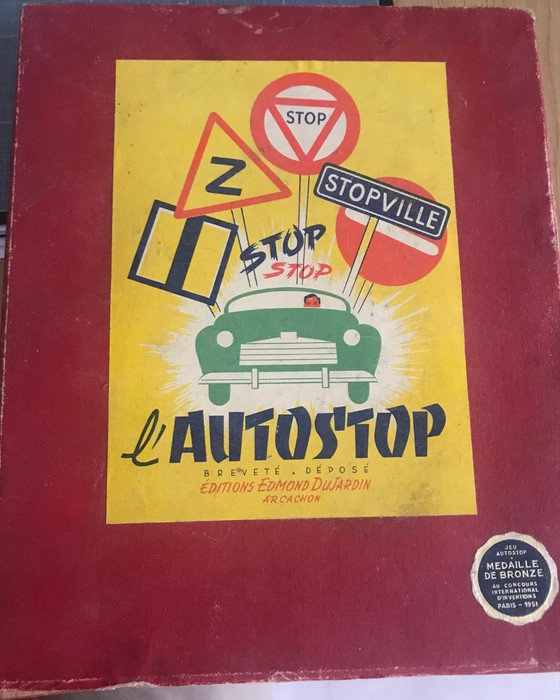 STOP
Z
STOPVILLE
STOP
STOP
l'AUTOSTOP
BREVETÉ . DÉPOSÉ
ÉDITIONS EDMOND DUJARDIN
ARCACHON
JEU
AUTOSTOP
MEDAILLE
DE BRONZE
AU CONCOURS
INTERNATIONAL
D'INVENTIONS
PARIS - 1951